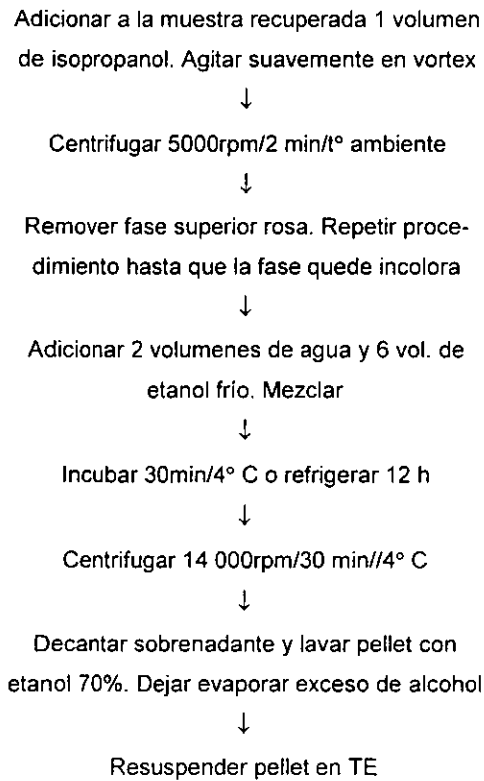 Adicionar a la muestra recuperada 1 volumen
de isopropanol. Agitar suavemente en vortex
↓
Centrifugar 5000rpm/2 min/t° ambiente
↓
Remover fase superior rosa. Repetir proce-
dimiento hasta que la fase quede incolora
↓
Adicionar 2 volumenes de agua y 6 vol. de
etanol frío. Mezclar
↓
Incubar 30min/4° C o refrigerar 12 h
↓
Centrifugar 14 000rpm/30 min//4° C
↓
Decantar sobrenadante y lavar pellet con
etanol 70%. Dejar evaporar exceso de alcohol
↓
Resuspender pellet en TE